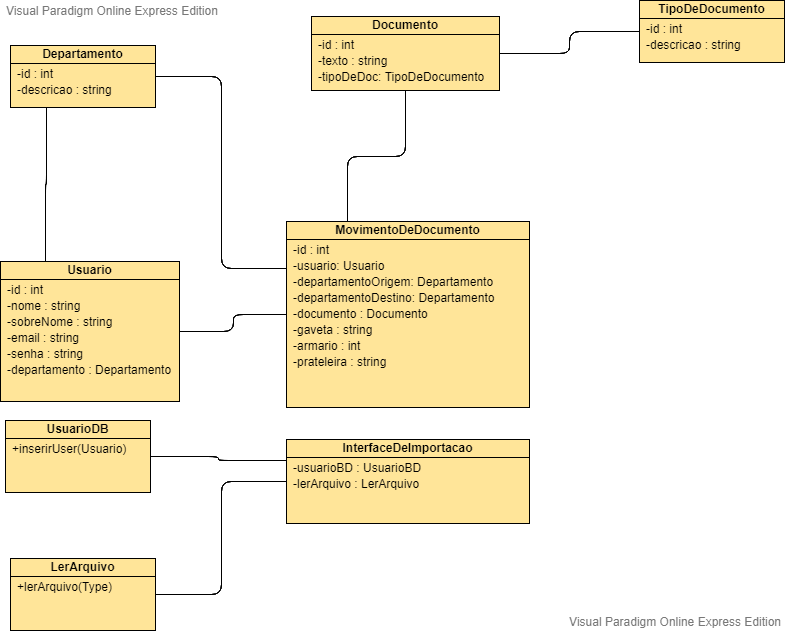 Visual Paradigm Online Express Edition
TipoDeDocumento
-id : int
-descricao : string
Documento
-id : int
-texto : string
-tipoDeDoc: TipoDeDocumento
Departamento
-id : int
-descricao : string
MovimentoDeDocumento
-id : int
-usuario: Usuario
-departamentoOrigem: Departamento
-departamentoDestino: Departamento
-documento : Documento
-gaveta : string
-armario : int
-prateleira : string
Usuario
-id : int
-nome : string
-sobreNome : string
-email : string
-senha : string
-departamento : Departamento
UsuarioDB
+inserirUser(Usuario)
InterfaceDeImportacao
-usuarioBD : UsuarioBD
-lerArquivo : LerArquivo
LerArquivo
+lerArquivo(Type)
Visual Paradigm Online Express Edition